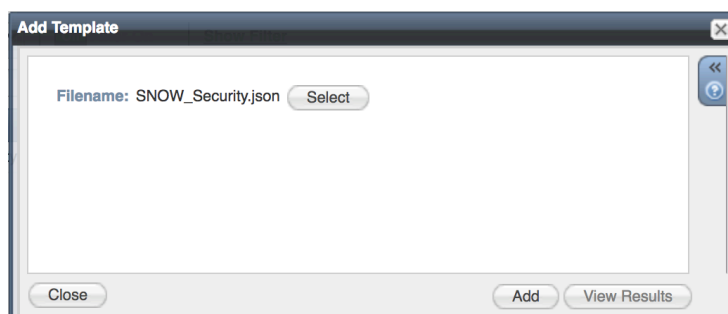 Add Template
Filename: SNOW_Security.json Select
Close Add View Results